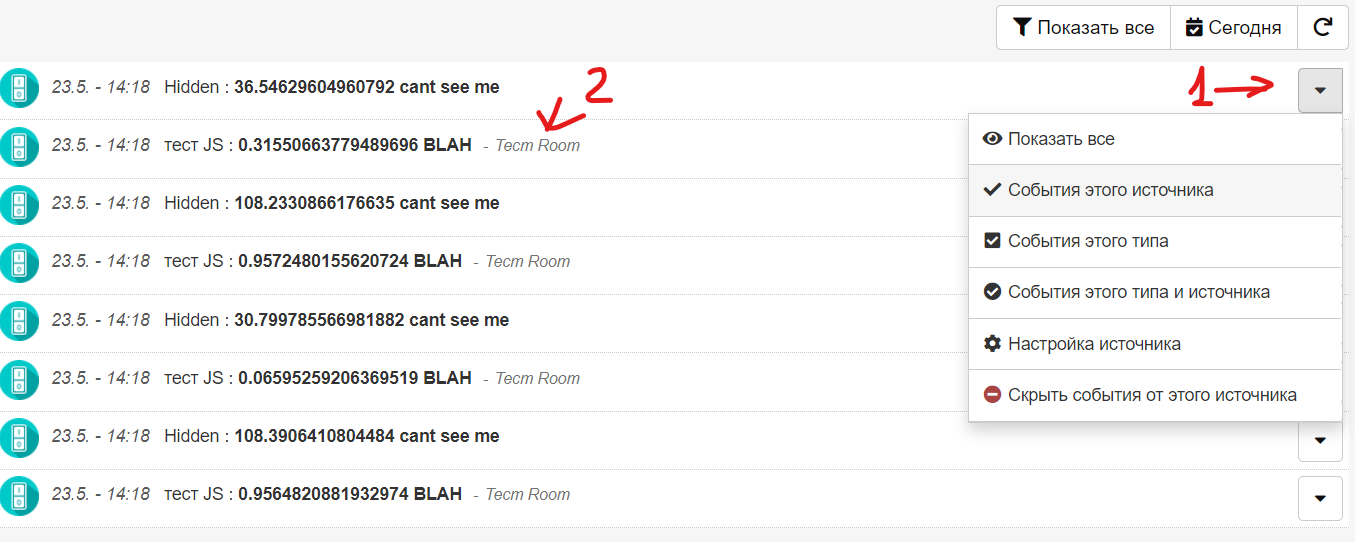 Показать все Сегодня
23.5. - 14:18 Hidden : 36.54629604960792 cant see me
1
2
23.5. - 14:18 тест JS : 0.31550663779489696 BLAH - Тест Room
23.5. - 14:18 Hidden : 108.2330866176635 cant see me
23.5. - 14:18 тест JS : 0.9572480155620724 BLAH - Тест Room
23.5. - 14:18 Hidden : 30.799785566981882 cant see me
23.5. - 14:18 тест JS : 0.06595259206369519 BLAH - Тест Room
23.5. - 14:18 Hidden : 108.3906410804484 cant see me
23.5. - 14:18 тест JS : 0.9564820881932974 BLAH - Тест Room
Показать все
События этого источника
События этого типа
События этого типа и источника
Настройка источника
Скрыть события от этого источника